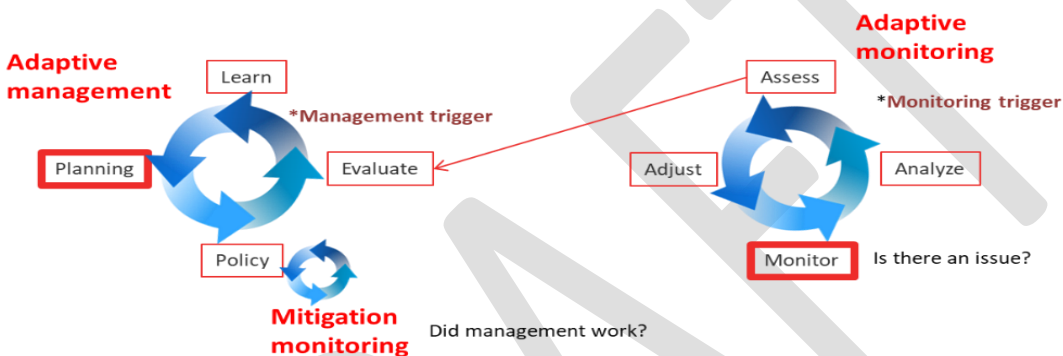 Adaptive
management
Learn
*Management trigger
Planning
Evaluate
Policy
Mitigation
monitoring
Did management work?
Adaptive
monitoring
Assess
*Monitoring trigger
Adjust
Analyze
Monitor
Is there an issue?